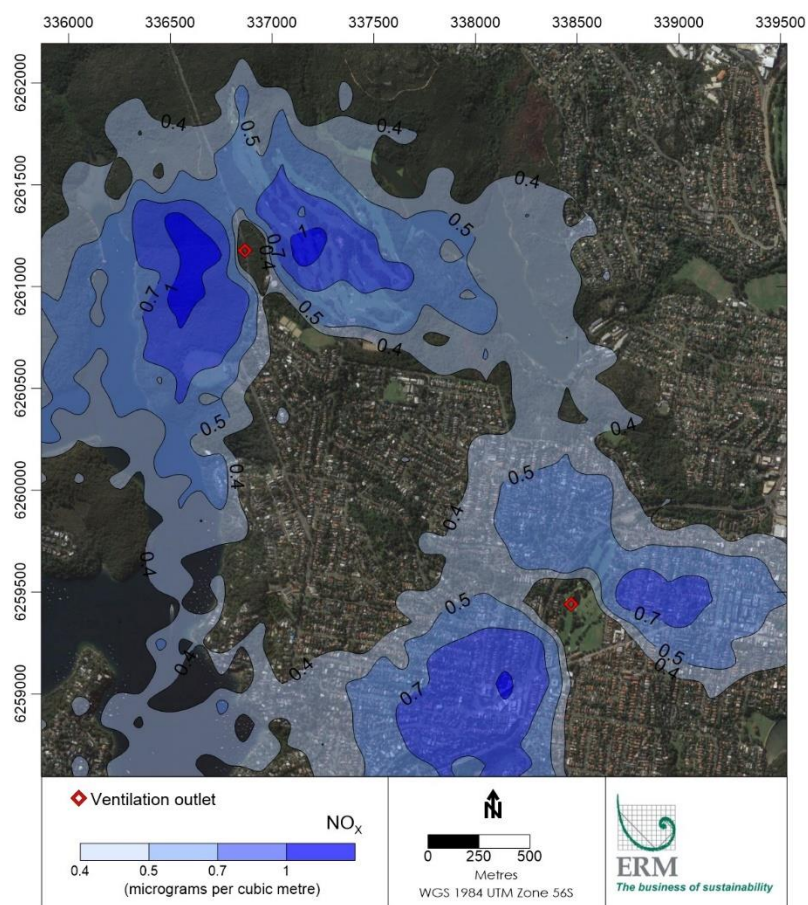 336000 336500 337000 337500 338000 338500 339000 339500
6262000
6261500
6261000
6260500
6260000
6259500
6259000
0.4
0.4
0.5
0.4
0.5
0.7
0.4
1
0.7
1
0.5
0.4
0.5
0.4
0.4
0.5
0.4
0.4
0.5
0.7
0.5
0.4
0.4
0.4
0.7
Ventilation outlet
NOX
0.4 0.5 0.7 1
(micrograms per cubic metre)
N
0 250 500
Metres
WGS 1984 UTM Zone 56S
ERM
The business of sustainability